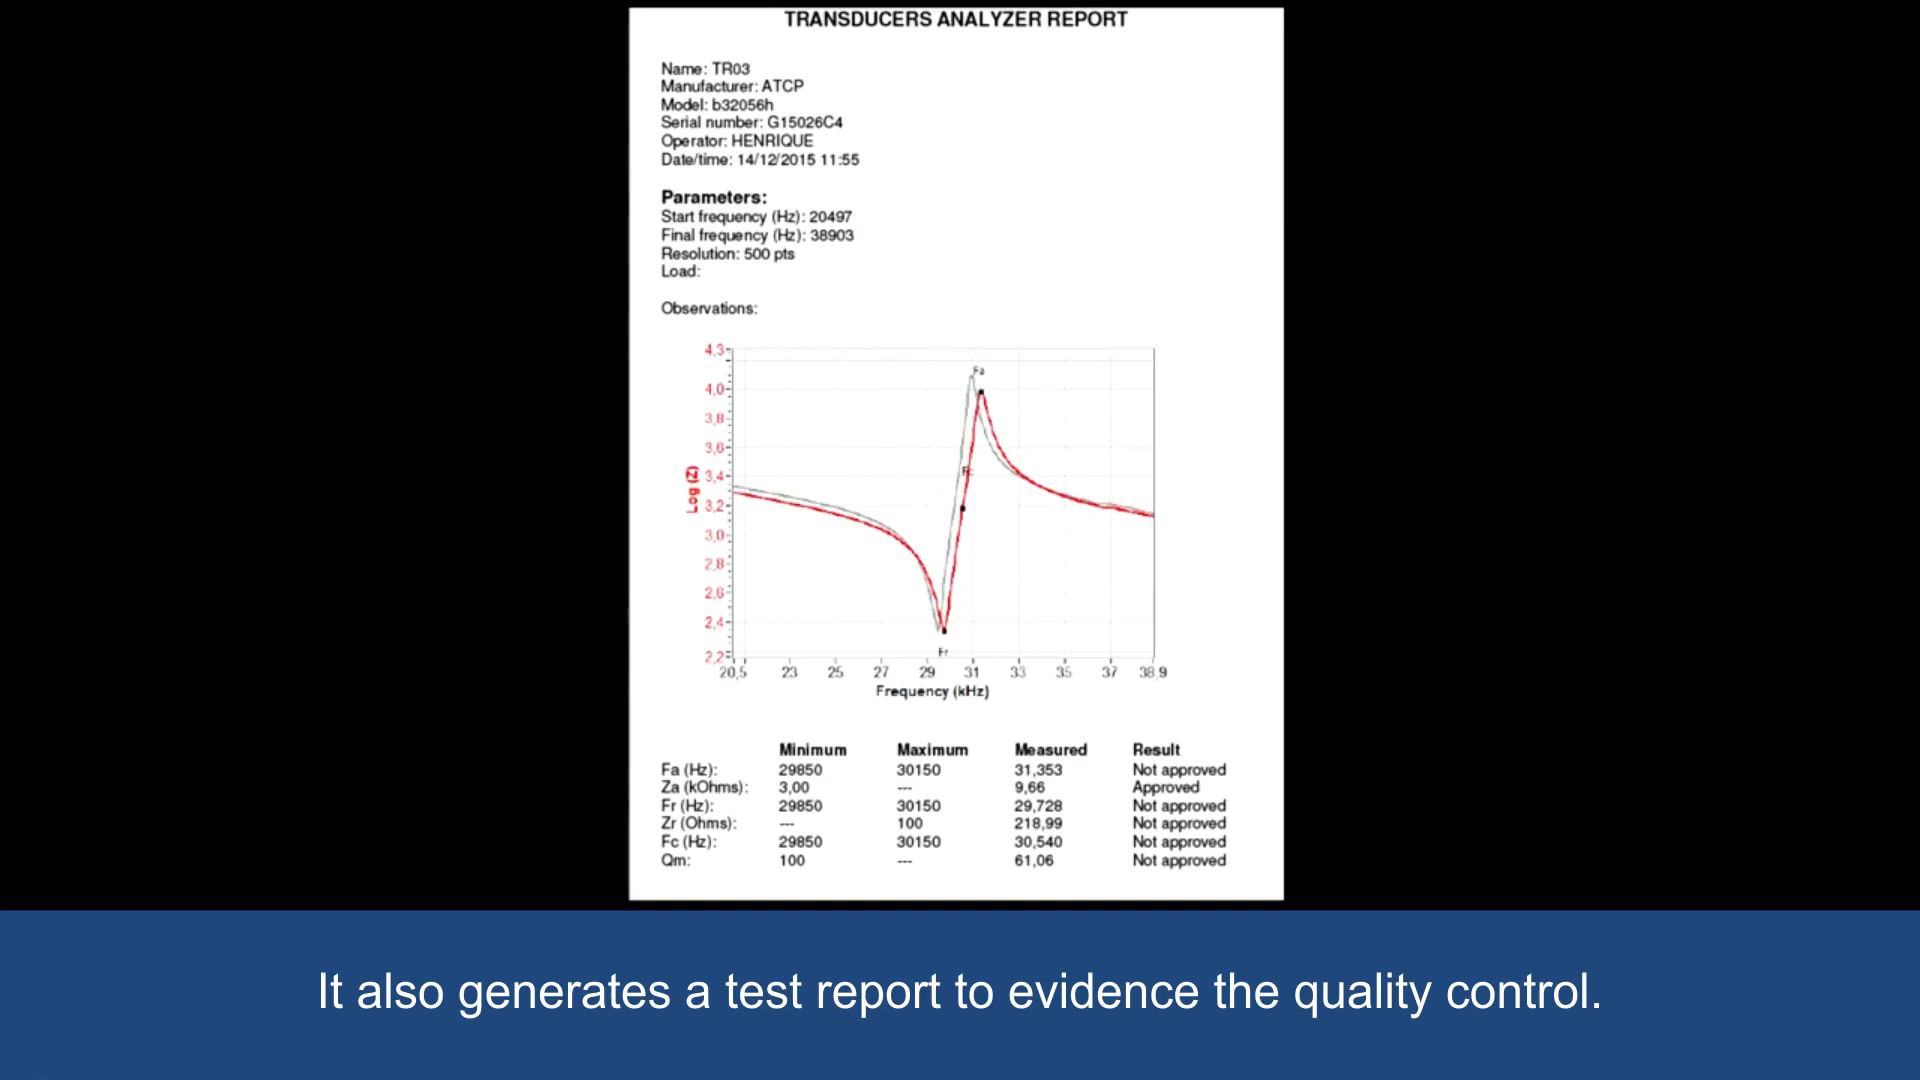 TRANSDUCERS ANALYZER REPORT
Name: TR03
Manufacturer: ATCP
Model: b32056h
Serial number: G15026C4
Operator: HENRIQUE
Date/time: 14/12/2015 11:55
Parameters:
Start frequency (Hz): 20497
Final frequency (Hz): 38903
Resolution: 500 pts
Load:
Observations:
4,3
4,0
3,8
3,6
3,4
3,2
3,0
2,8
2,6
2,4
2,2
Log (Z)
Fa
Fc
Fr
20,5 23 25 27 29 31 33 35 37 38,9
Frequency (kHz)
Minimum Maximum Measured Result
Fa (Hz): 29850 30150 31,353 Not approved
Za (kOhms): 3,00 --- 9,66 Approved
Fr (Hz): 29850 30150 29,728 Not approved
Zr (Ohms): --- 100 218,99 Not approved
Fc (Hz): 29850 30150 30,540 Not approved
Qm: 100 --- 61,06 Not approved
It also generates a test report to evidence the quality control.